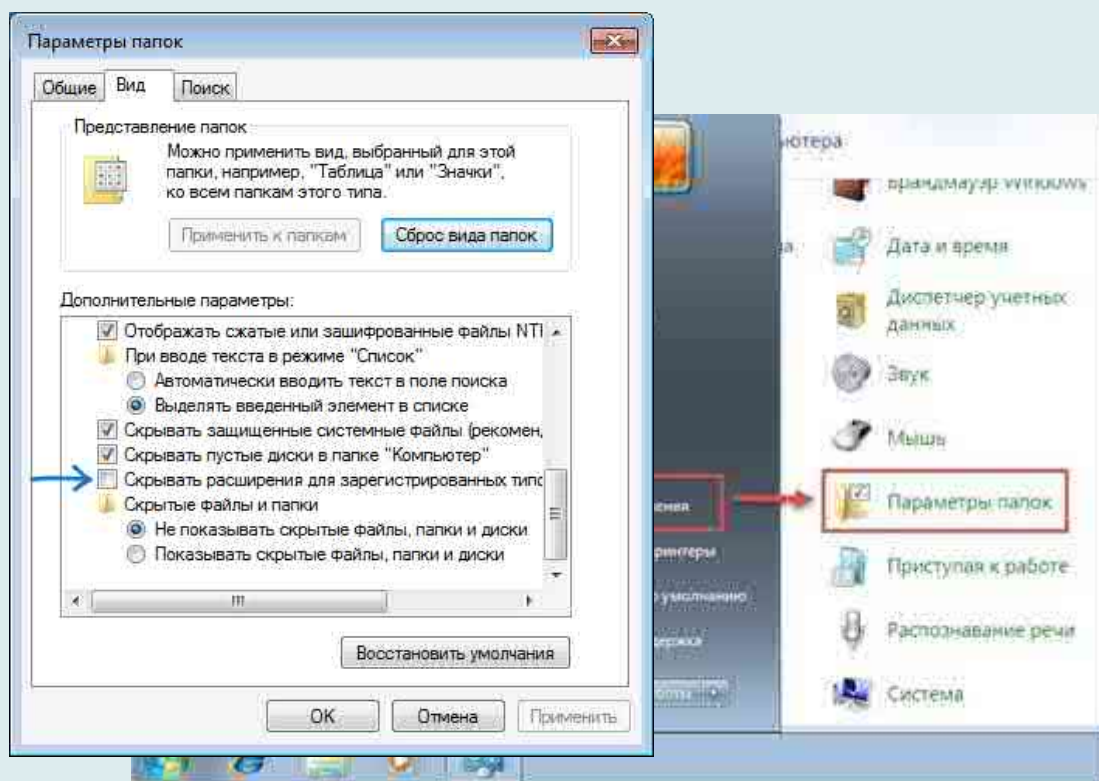 Параметры папок
Общие
Вид
Поиск
Представление папок
Можно применить вид, выбранный для этой
папки, например, "Таблица" или "Значки",
ко всем папкам этого типа.
Применить к папкам
Сброс вида папок
Дополнительные параметры:
Отображать сжатые или зашифрованные файлы NTI
При вводе текста в режиме "Список"
Автоматически вводить текст в поле поиска
Выделять введенный элемент в списке
Скрывать защищенные системные файлы (рекомен,
Скрывать пустые диски в папке "Компьютер"
Скрывать расширения для зарегистрированных типо
Скрытые файлы и папки
Не показывать скрытые файлы, папки и диски
Показывать скрытые файлы, папки и диски
Восстановить умолчания
OK
Отмена
Применить
ютера
Брандмауэр Windows
Дата и время
Диспетчер учетных
данных
Звук
Мышь
Параметры папок
Приступая к работе
Распознавание речи
Система
ения
ринтеры
умолчанию